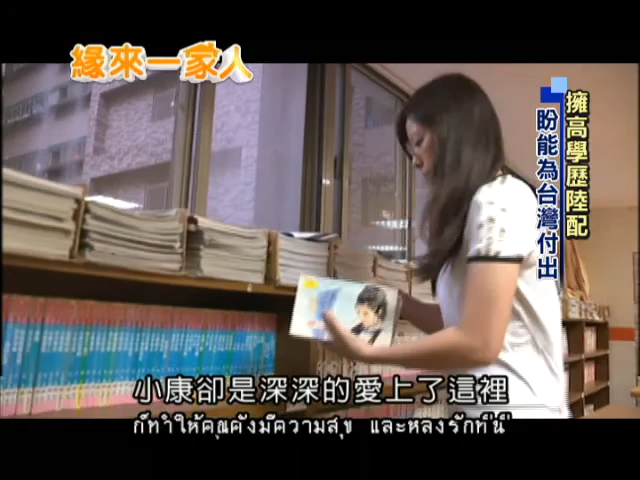 緣來一家人
擁高學歷陸配
盼能為台灣付出
小康卻是深深的愛上了這裡
ก็ทำให้คุณคังมีความสุข และหลงรักที่นี่